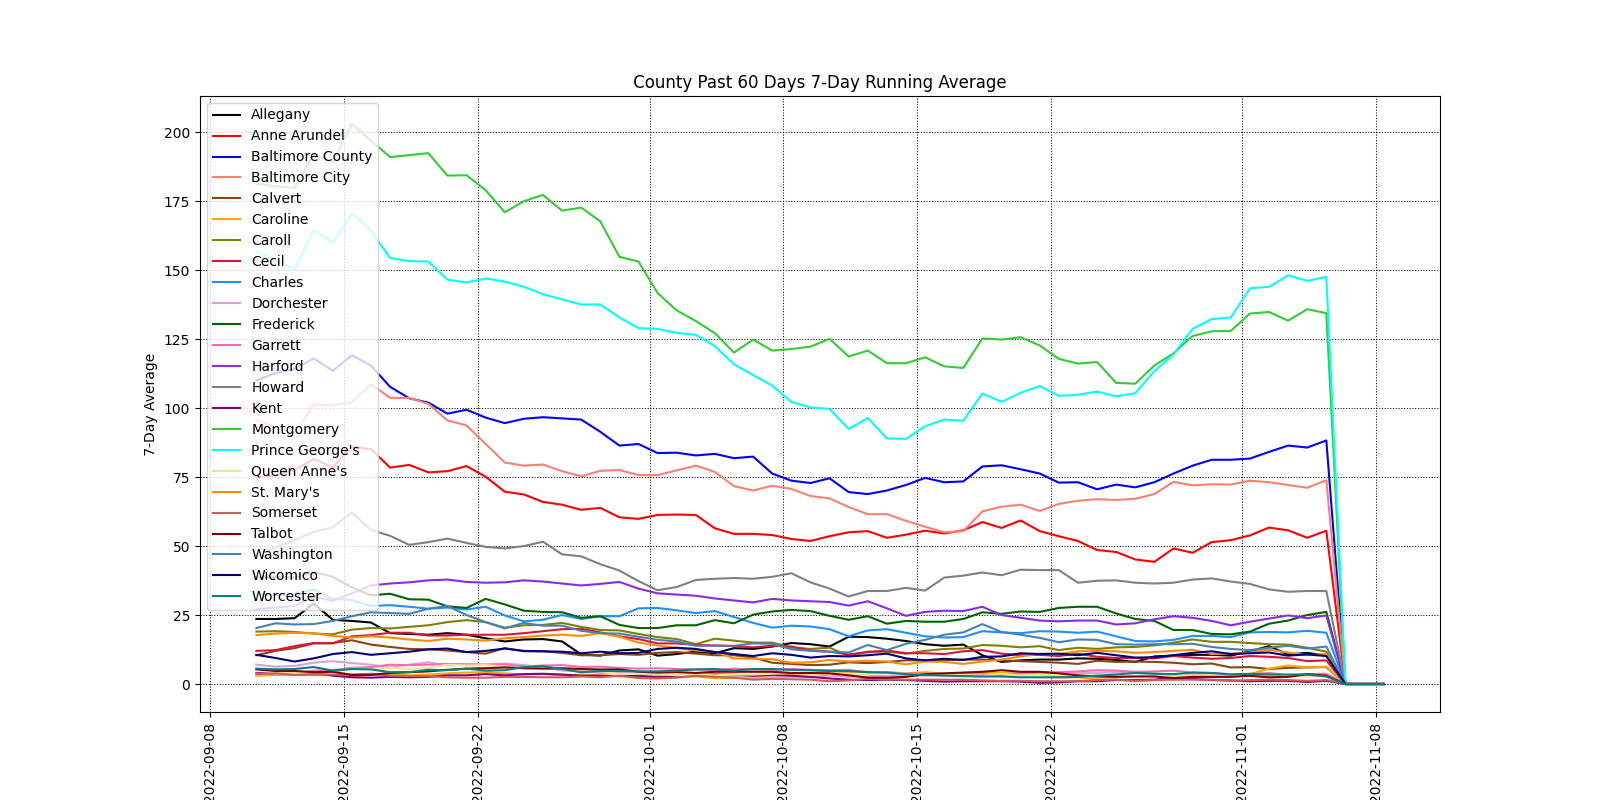 County Past 60 Days 7-Day Running Average
7-Day Average
200
175
150
125
100
75
50
25
0
Allegany
Anne Arundel
Baltimore County
Baltimore City
Calvert
Caroline
Caroll
Cecil
Charles
Dorchester
Frederick
Garrett
Harford
Howard
Kent
Montgomery
Prince George's
Queen Anne's
St. Mary's
Somerset
Talbot
Washington
Wicomico
Worcester
2022-09-08
2022-09-15
2022-09-22
2022-10-01
2022-10-08
2022-10-15
2022-10-22
2022-11-01
2022-11-08